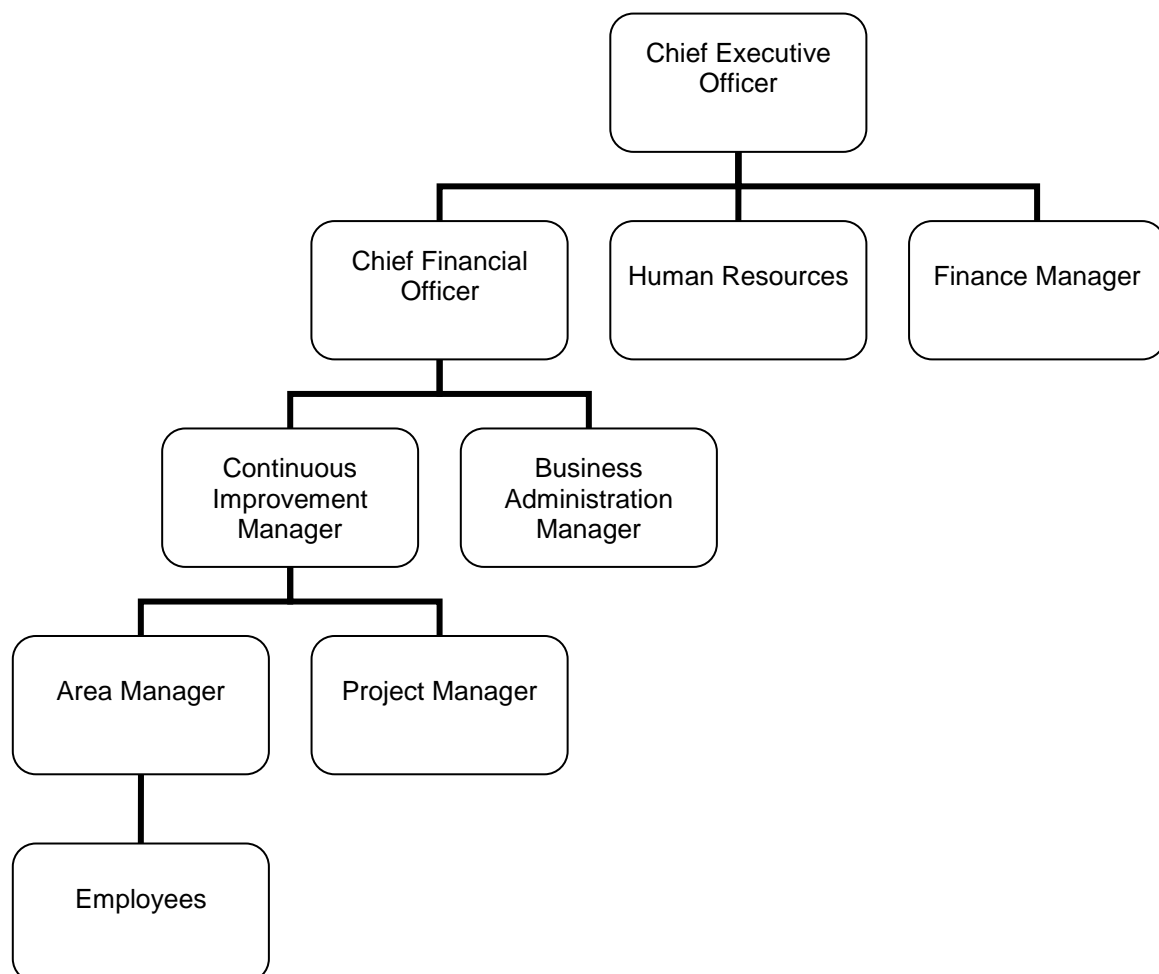 Chief Executive
Officer
Chief Financial
Officer
Human Resources
Finance Manager
Continuous
Improvement
Manager
Business
Administration
Manager
Area Manager
Project Manager
Employees